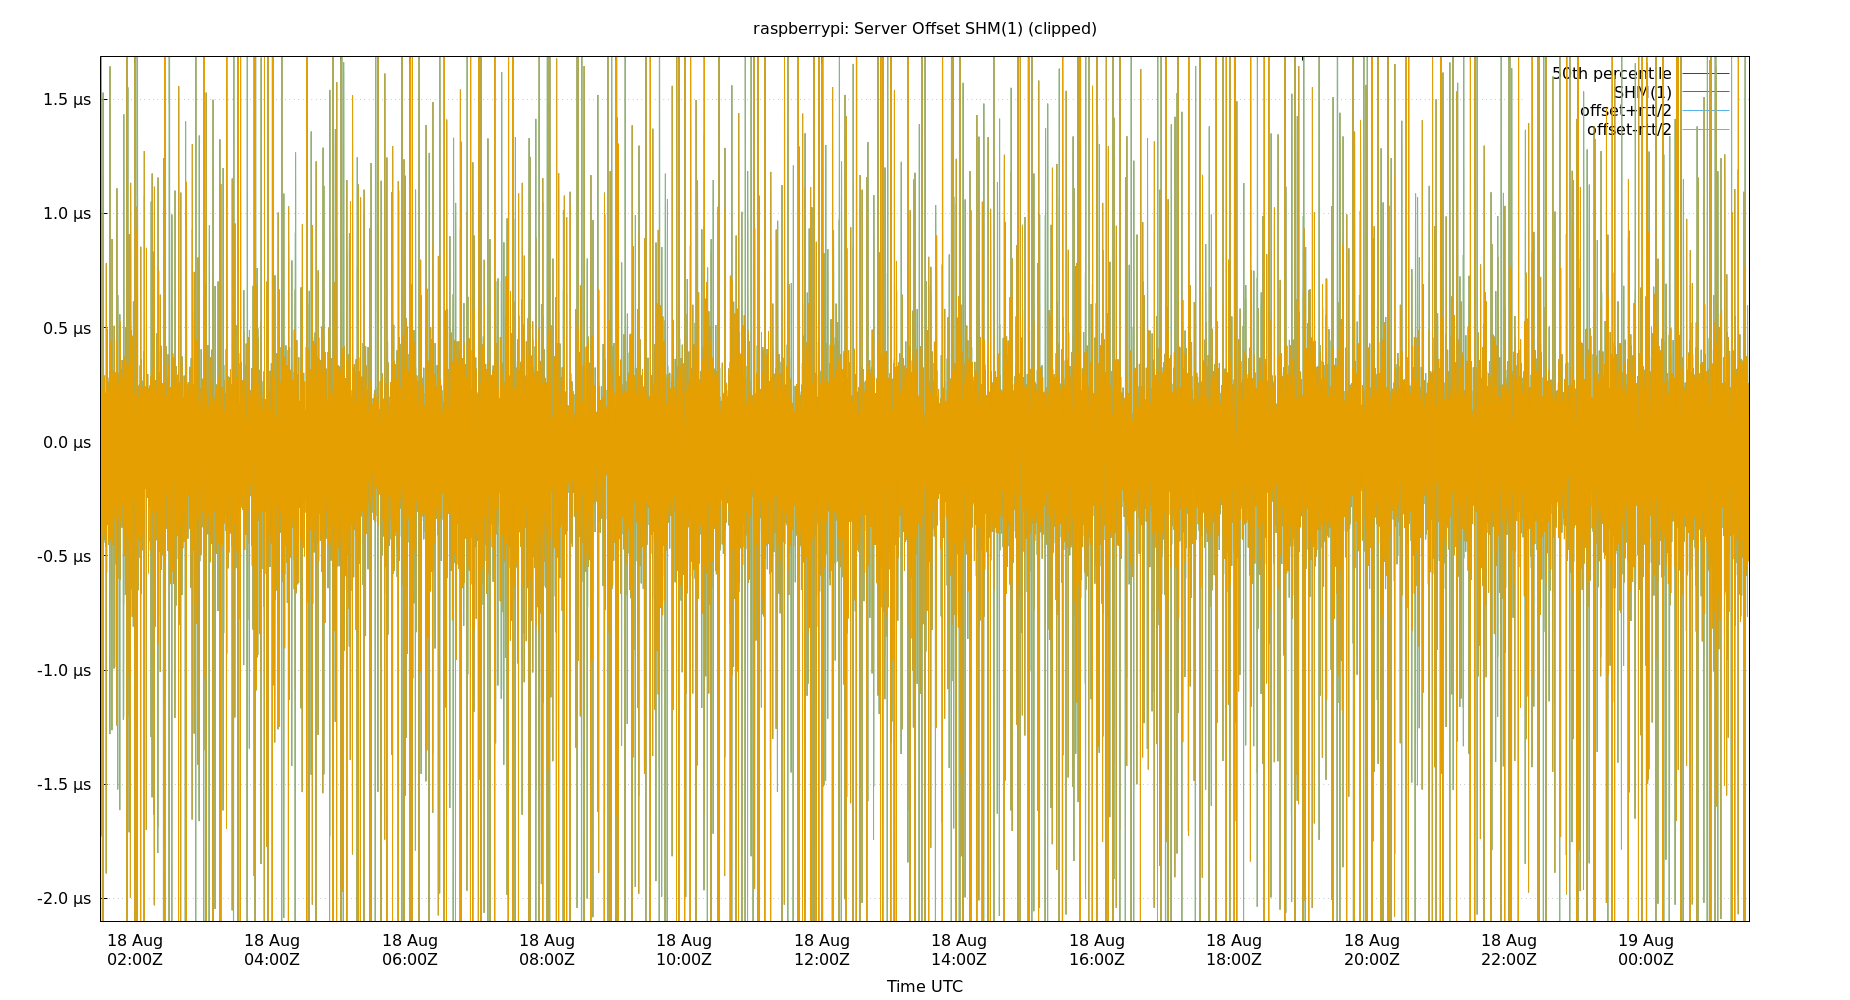 raspberrypi: Server Offset SHM(1) (clipped)
50th percentile
SHM(1)
offset+rtt/2
offset-rtt/2
1.5 µs
1.0 µs
0.5 µs
0.0 µs
-0.5 µs
-1.0 µs
-1.5 µs
-2.0 µs
18 Aug 18 Aug 18 Aug 18 Aug 18 Aug 18 Aug 18 Aug 18 Aug 18 Aug 18 Aug 18 Aug 19 Aug
02:00Z 04:00Z 06:00Z 08:00Z 10:00Z 12:00Z 14:00Z 16:00Z 18:00Z 20:00Z 22:00Z 00:00Z
Time UTC